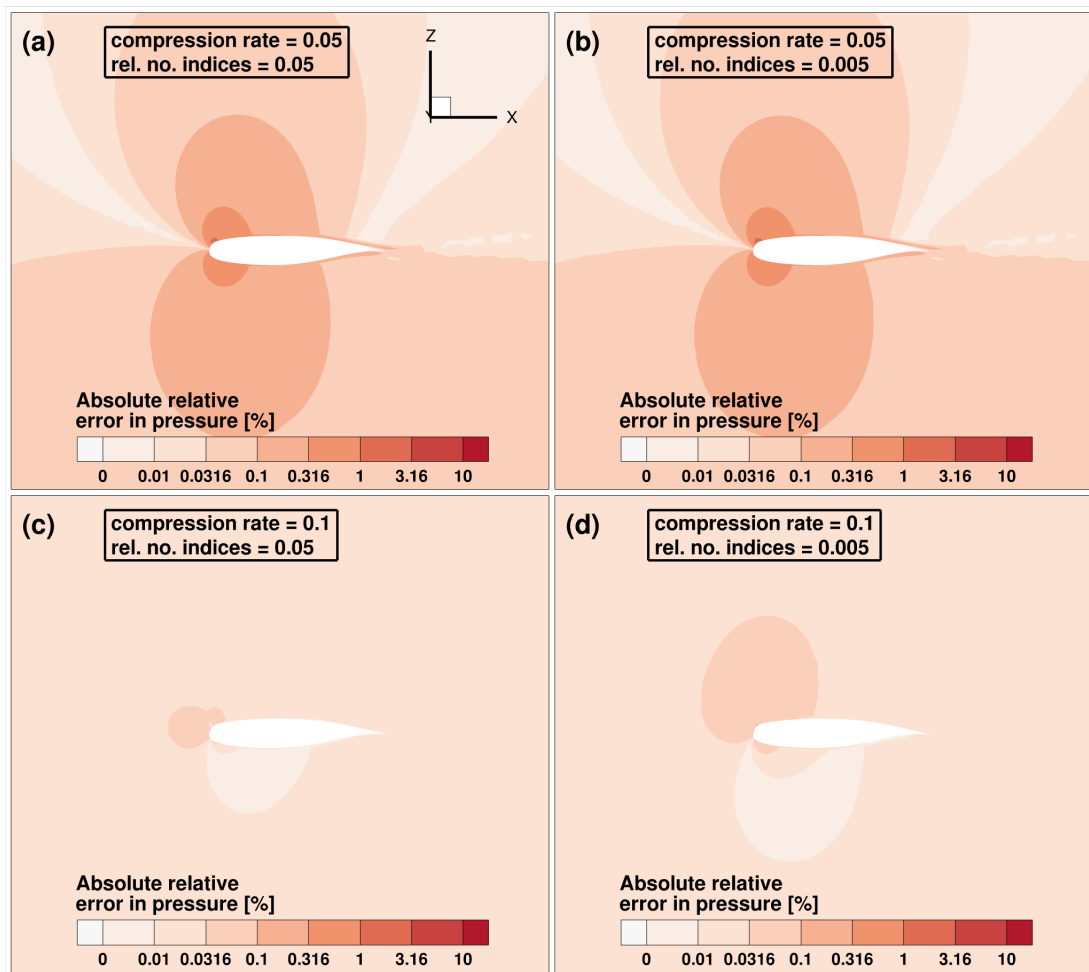 (a)
compression rate = 0.05
rel. no. indices = 0.05
Z
Y
X
Absolute relative
error in pressure [%]
0 0.01 0.0316 0.1 0.316 1 3.16 10
(b)
compression rate = 0.05
rel. no. indices = 0.005
Absolute relative
error in pressure [%]
0 0.01 0.0316 0.1 0.316 1 3.16 10
(c)
compression rate = 0.1
rel. no. indices = 0.05
Absolute relative
error in pressure [%]
0 0.01 0.0316 0.1 0.316 1 3.16 10
(d)
compression rate = 0.1
rel. no. indices = 0.005
Absolute relative
error in pressure [%]
0 0.01 0.0316 0.1 0.316 1 3.16 10